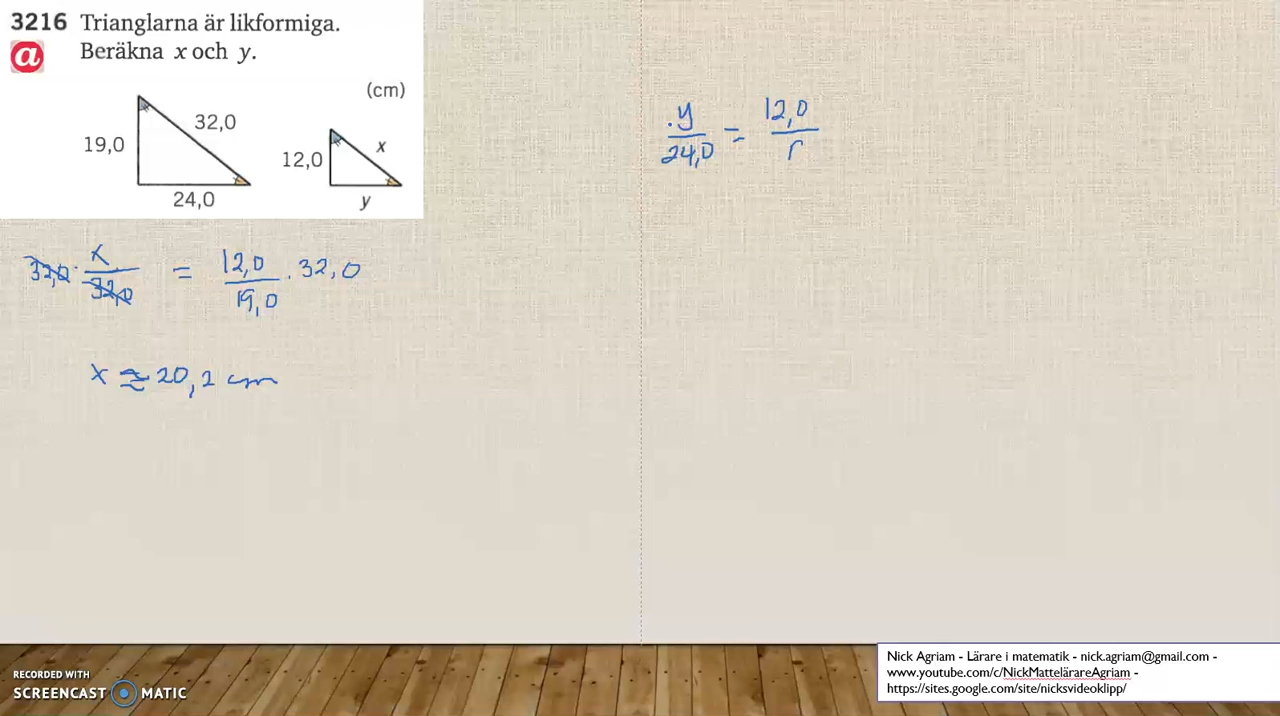 3216 Trianglarna är likformiga.
a Beräkna x och y.
(cm)
19,0
32,0
24,0
12,0
x
y
y/24,0 = 12,0/
32,0 · x/32,0 = 12,0/19,0 · 32,0
x ≈ 20,2 cm
RECORDED WITH
SCREENCAST MATIC
Nick Agriam - Lärare i matematik - nick.agriam@gmail.com -
www.youtube.com/c/NickMattelärareAgriam -
https://sites.google.com/site/nicksvideoklipp/